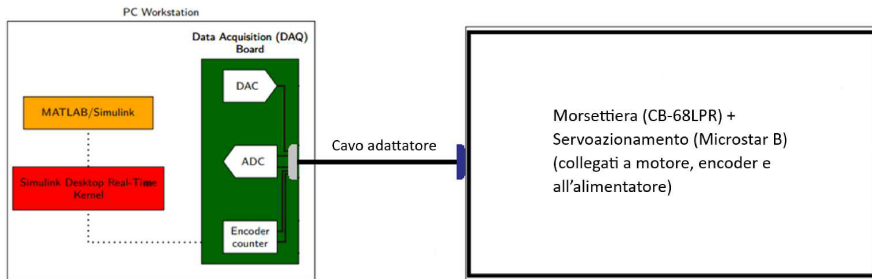 PC Workstation
Data Acquisition (DAQ)
Board
DAC
MATLAB/Simulink
ADC
Simulink Desktop Real-Time
Kernel
Encoder
counter
Cavo adattatore
Morsettiera (CB-68LPR) +
Servoazionamento (Microstar B)
(collegati a motore, encoder e
all'alimentatore)